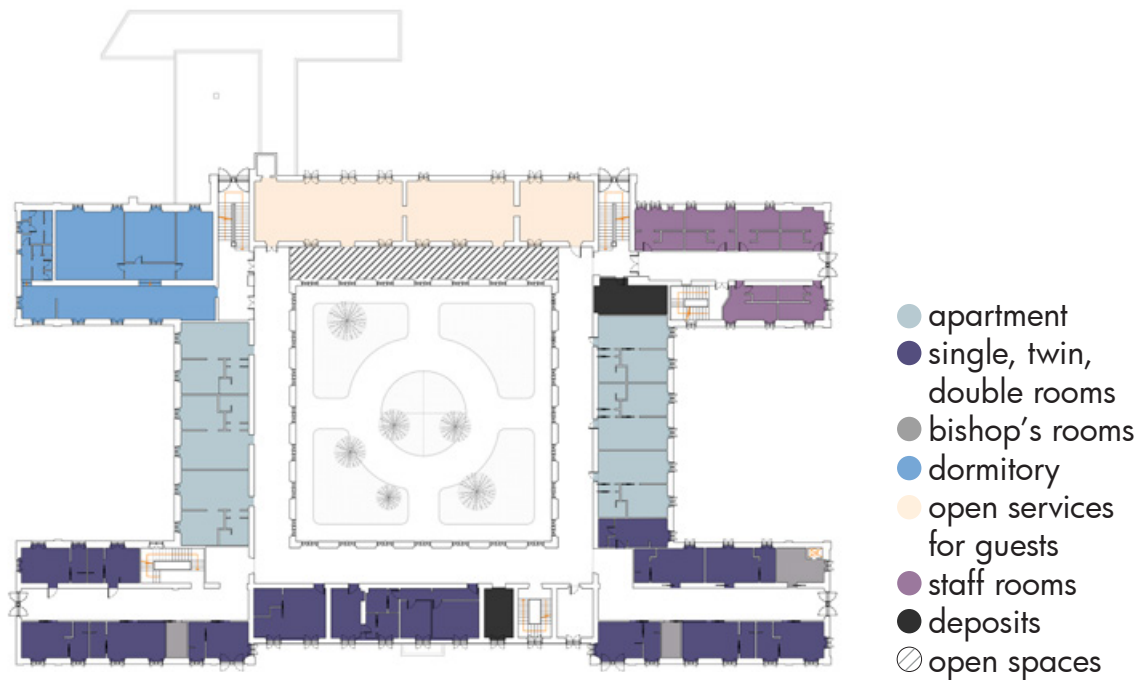 apartment
single, twin,
double rooms
bishop's rooms
dormitory
open services
for guests
staff rooms
deposits
open spaces